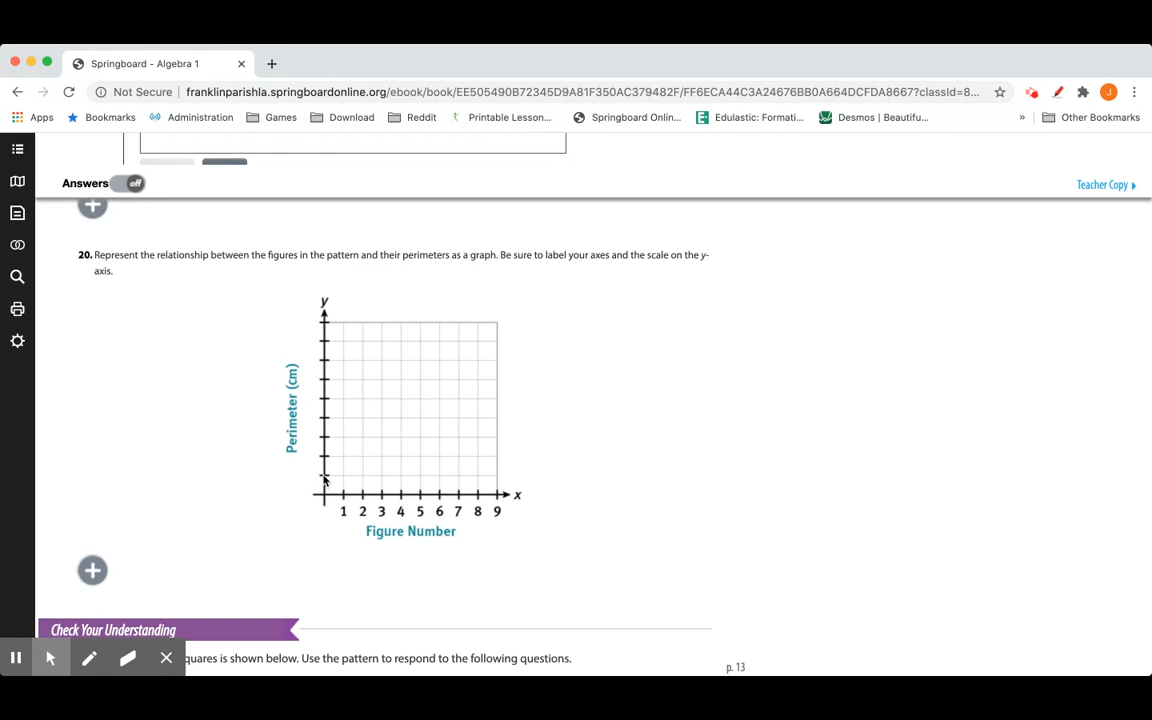 Springboard - Algebra 1
Not Secure franklinparishla.springboardonline.org/ebook/book/EE505490B72345D9A81F350AC379482F/FF6ECA44C3A24676BB0A664DCFDA8667?classId=8...
J
Apps Bookmarks Administration Games Download Reddit Printable Lesson... Springboard Onlin... Edulastic: Formati... Desmos | Beautifu... » Other Bookmarks
Answers off
Teacher Copy
20. Represent the relationship between the figures in the pattern and their perimeters as a graph. Be sure to label your axes and the scale on the y-
axis.
y
Perimeter (cm)
x
1 2 3 4 5 6 7 8 9
Figure Number
Check Your Understanding
quares is shown below. Use the pattern to respond to the following questions.
p. 13